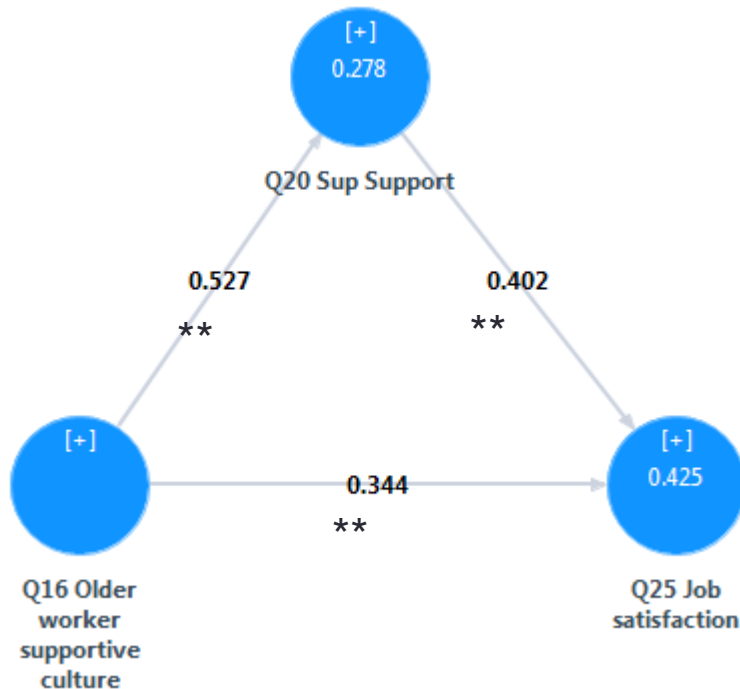 [+]
0.278
Q20 Sup Support
0.527
0.402
**
**
[+]
[+]
0.425
0.344
**
Q16 Older
worker
supportive
culture
Q25 Job
satisfaction